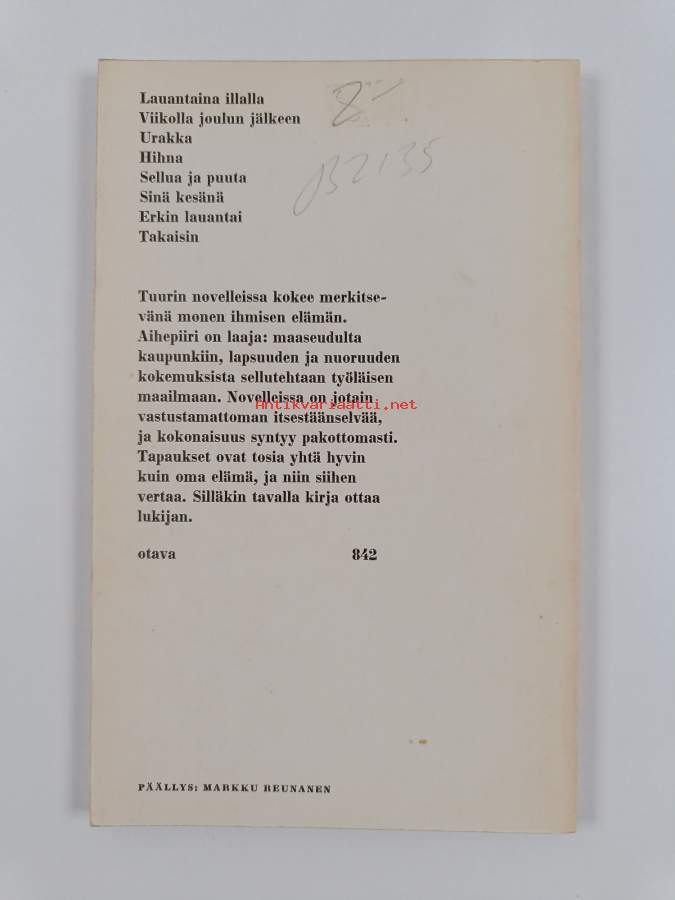 Lauantaina illalla
Viikolla joulun jälkeen
Urakka
Hihna
Sellua ja puuta
Sinä kesänä
Erkin lauantai
Takaisin
8-
B2135
Tuurin novelleissa kokee merkitse-
vänä monen ihmisen elämän.
Aihepiiri on laaja: maaseudulta
kaupunkiin, lapsuuden ja nuoruuden
kokemuksista sellutehtaan työläisen
maailmaan. Novelleissa on jotain
Antikvariaatti.net
vastustamattoman itsestäänselvää,
ja kokonaisuus syntyy pakottomasti.
Tapaukset ovat tosia yhtä hyvin
kuin oma elämä, ja niin siihen
vertaa. Silläkin tavalla kirja ottaa
lukijan.
otava 842
PÄÄLLYS: MARKKU REUNANEN